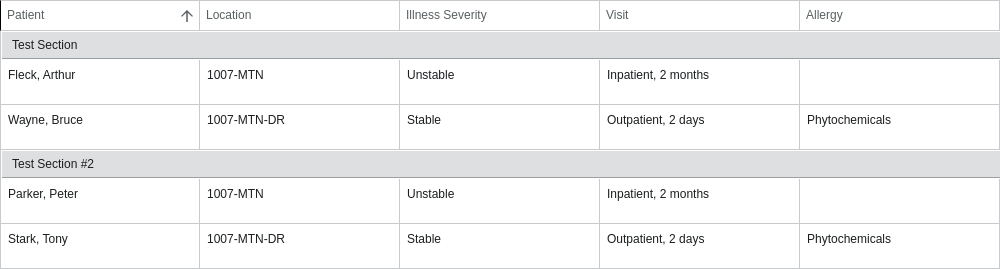 Patient Location Illness Severity Visit Allergy
Test Section
Fleck, Arthur 1007-MTN Unstable Inpatient, 2 months
Wayne, Bruce 1007-MTN-DR Stable Outpatient, 2 days Phytochemicals
Test Section #2
Parker, Peter 1007-MTN Unstable Inpatient, 2 months
Stark, Tony 1007-MTN-DR Stable Outpatient, 2 days Phytochemicals